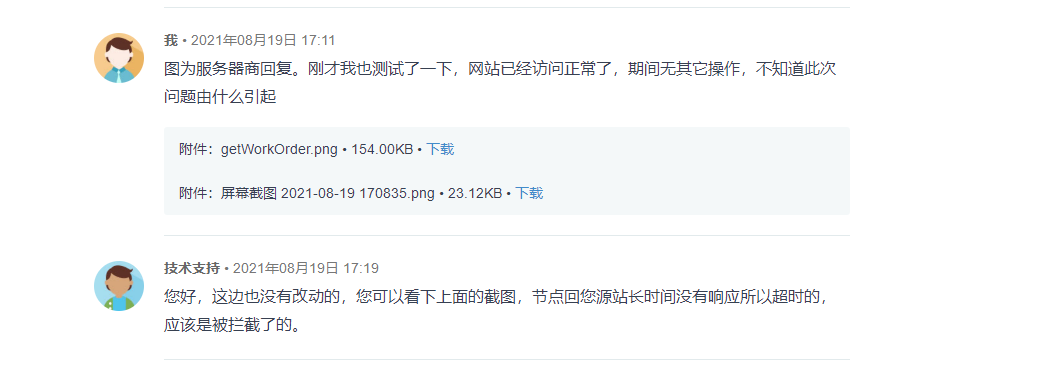 我 • 2021年08月19日 17:11
图为服务器商回复。刚才我也测试了一下，网站已经访问正常了，期间无其它操作，不知道此次
问题由什么引起
附件：getWorkOrder.png • 154.00KB • 下载
附件：屏幕截图 2021-08-19 170835.png • 23.12KB • 下载
技术支持 • 2021年08月19日 17:19
您好，这边也没有改动的，您可以看下上面的截图，节点回您源站长时间没有响应所以超时的，
应该是被拦截了的。